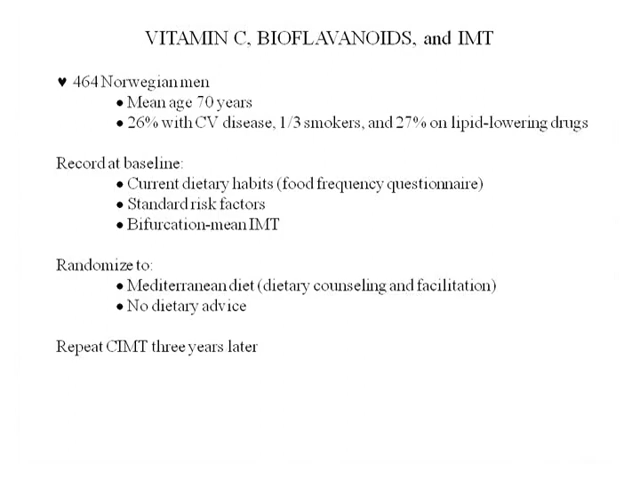 VITAMIN C, BIOFLAVANOIDS, and IMT
♥ 464 Norwegian men
• Mean age 70 years
• 26% with CV disease, 1/3 smokers, and 27% on lipid-lowering drugs
Record at baseline:
• Current dietary habits (food frequency questionnaire)
• Standard risk factors
• Bifurcation-mean IMT
Randomize to:
• Mediterranean diet (dietary counseling and facilitation)
• No dietary advice
Repeat CIMT three years later